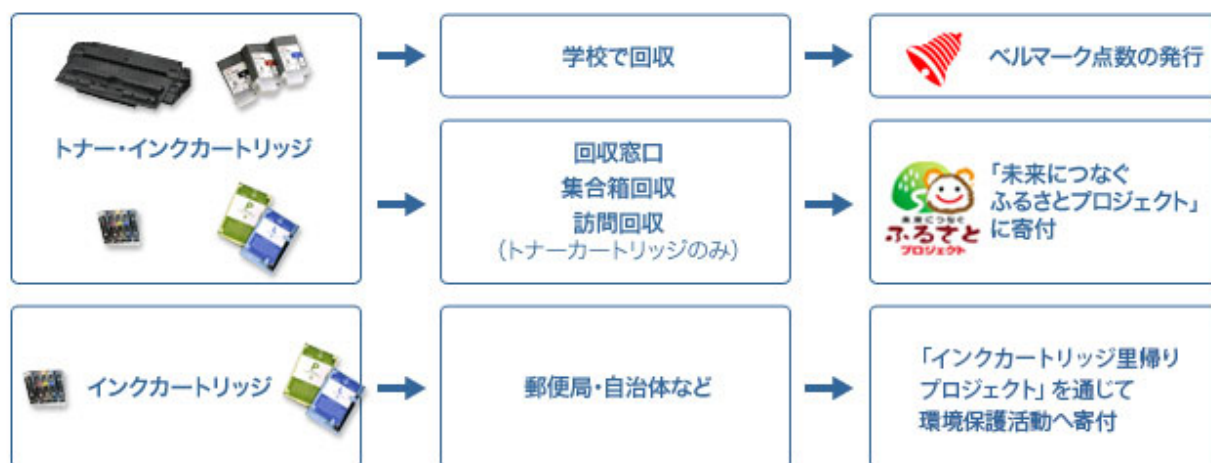 学校で回収
ベルマーク点数の発行
トナー・インクカートリッジ
回収窓口
集合箱回収
訪問回収
(トナーカートリッジのみ)
未来につなぐ
ふるさと
プロジェクト
「未来につなぐ
ふるさとプロジェクト」
に寄付
インクカートリッジ
郵便局・自治体など
「インクカートリッジ里帰り
プロジェクト」を通じて
環境保護活動へ寄付